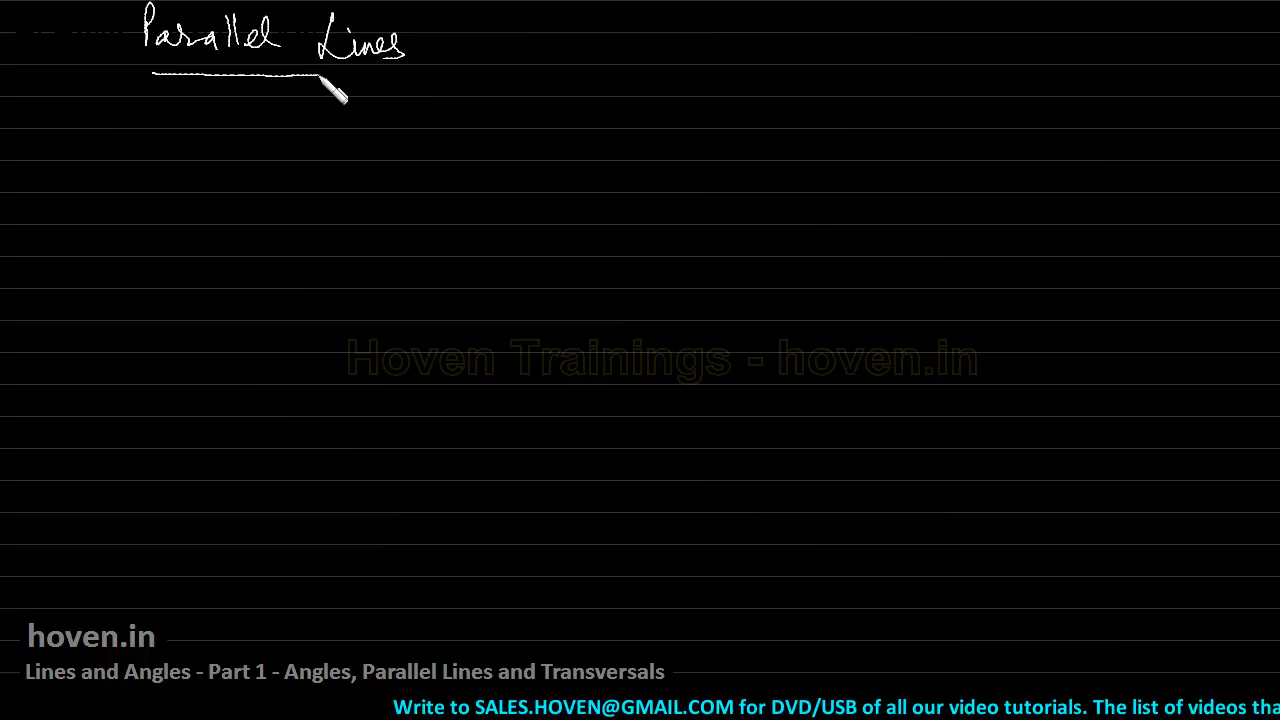 Parallel Lines
Hoven Trainings - hoven.in
hoven.in
Lines and Angles - Part 1 - Angles, Parallel Lines and Transversals
Write to SALES.HOVEN@GMAIL.COM for DVD/USB of all our video tutorials. The list of videos tha